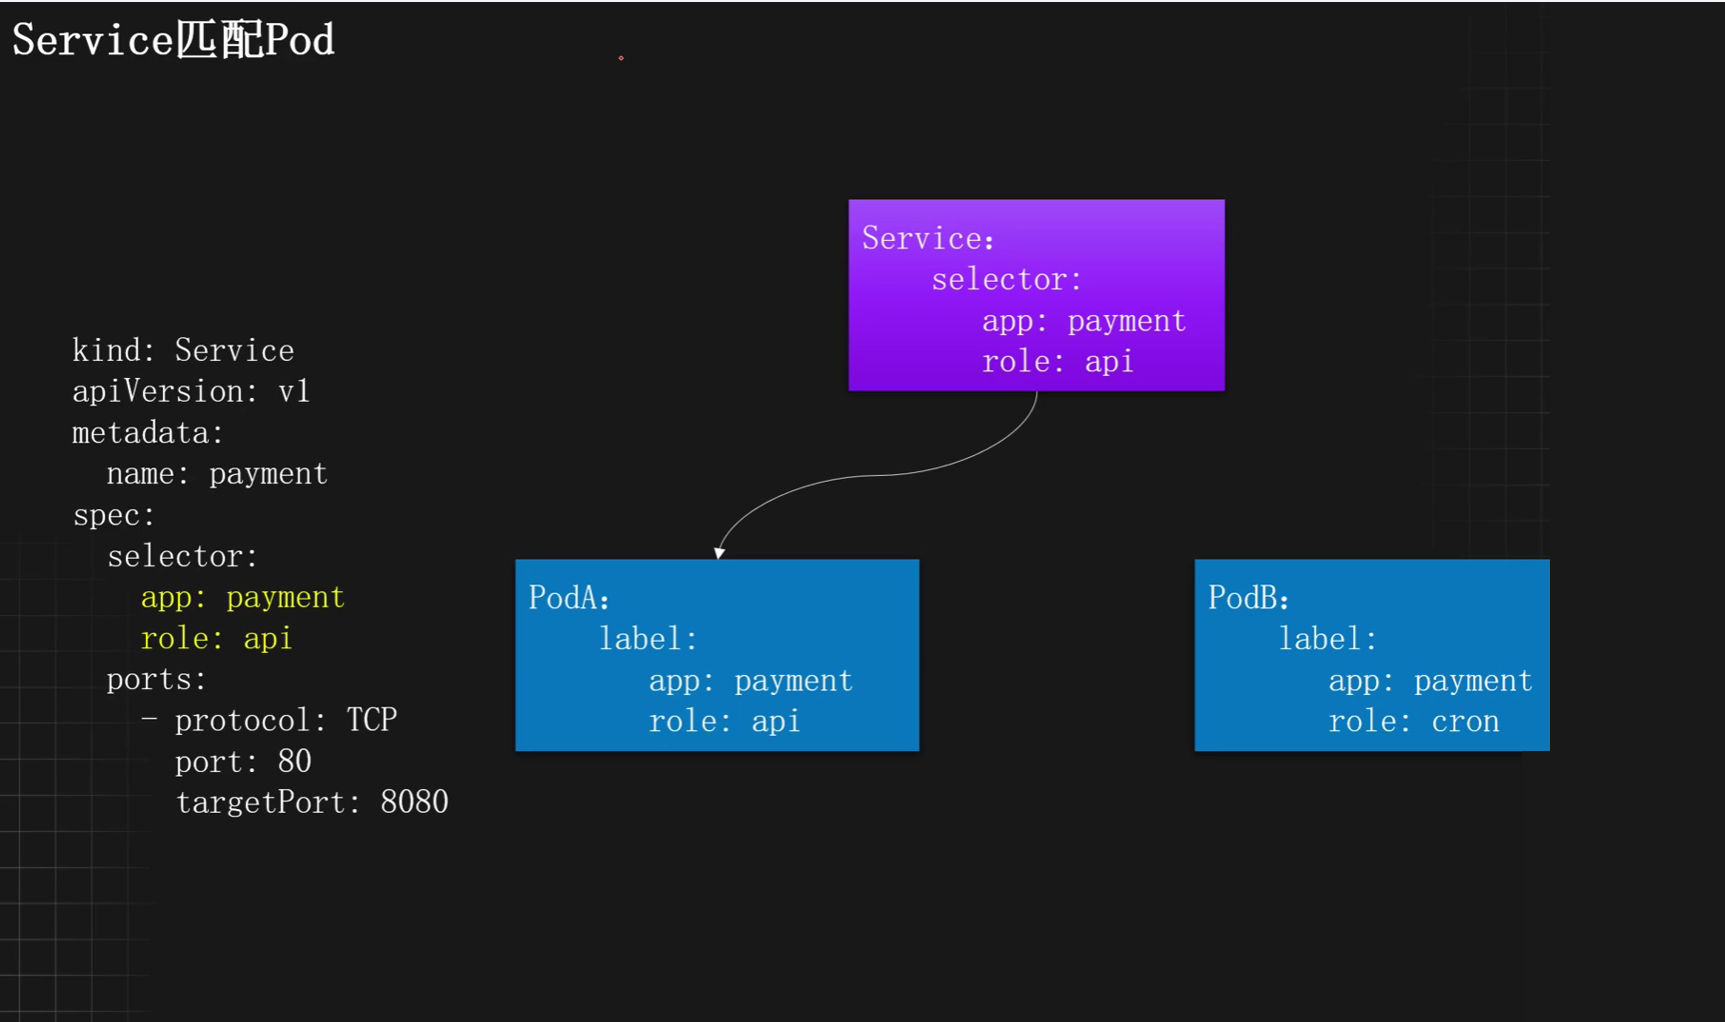 Service匹配Pod
kind: Service
apiVersion: v1
metadata:
  name: payment
spec:
  selector:
    app: payment
    role: api
  ports:
    - protocol: TCP
      port: 80
      targetPort: 8080
Service：
    selector:
        app: payment
        role: api
PodA：
    label:
        app: payment
        role: api
PodB：
    label:
        app: payment
        role: cron